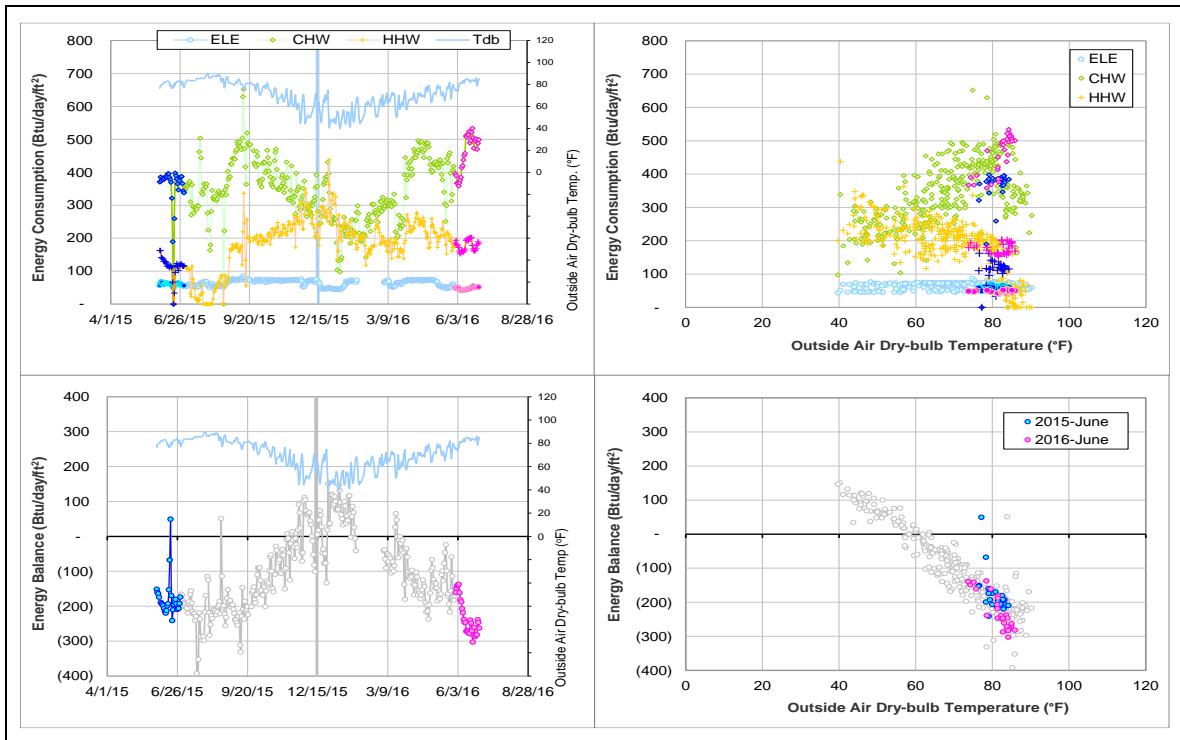 ELE CHW HHW Tdb
800
700
600
500
400
300
200
100
-
120
100
80
60
40
20
0
4/1/15 6/26/15 9/20/15 12/15/15 3/9/16 6/3/16 8/28/16
Energy Consumption (Btu/day/ft2)
Outside Air Dry-bulb Temp. (°F)
ELE
CHW
HHW
800
700
600
500
400
300
200
100
-
0 20 40 60 80 100 120
Energy Consumption (Btu/day/ft2)
Outside Air Dry-bulb Temperature (°F)
400
300
200
100
-
(100)
(200)
(300)
(400)
120
100
80
60
40
20
0
4/1/15 6/26/15 9/20/15 12/15/15 3/9/16 6/3/16 8/28/16
Energy Balance (Btu/day/ft2)
Outside Air Dry-bulb Temp (°F)
2015-June
2016-June
400
300
200
100
-
(100)
(200)
(300)
(400)
0 20 40 60 80 100 120
Energy Balance (Btu/day/ft2)
Outside Air Dry-bulb Temperature (°F)